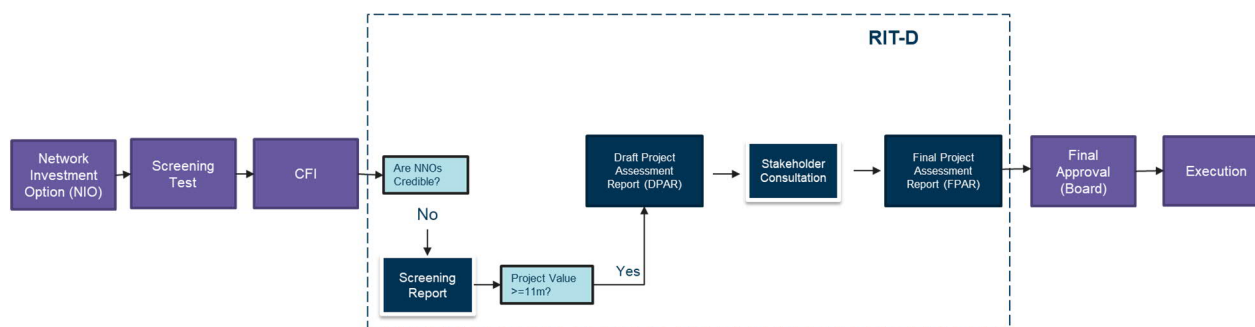 RIT-D
Network
Investment
Option (NIO)
Screening
Test
CFI
Are NNOs
Credible?
No
Screening
Report
Project Value
>=11m?
Yes
Draft Project
Assessment
Report (DPAR)
Stakeholder
Consultation
Final Project
Assessment
Report (FPAR)
Final
Approval
(Board)
Execution